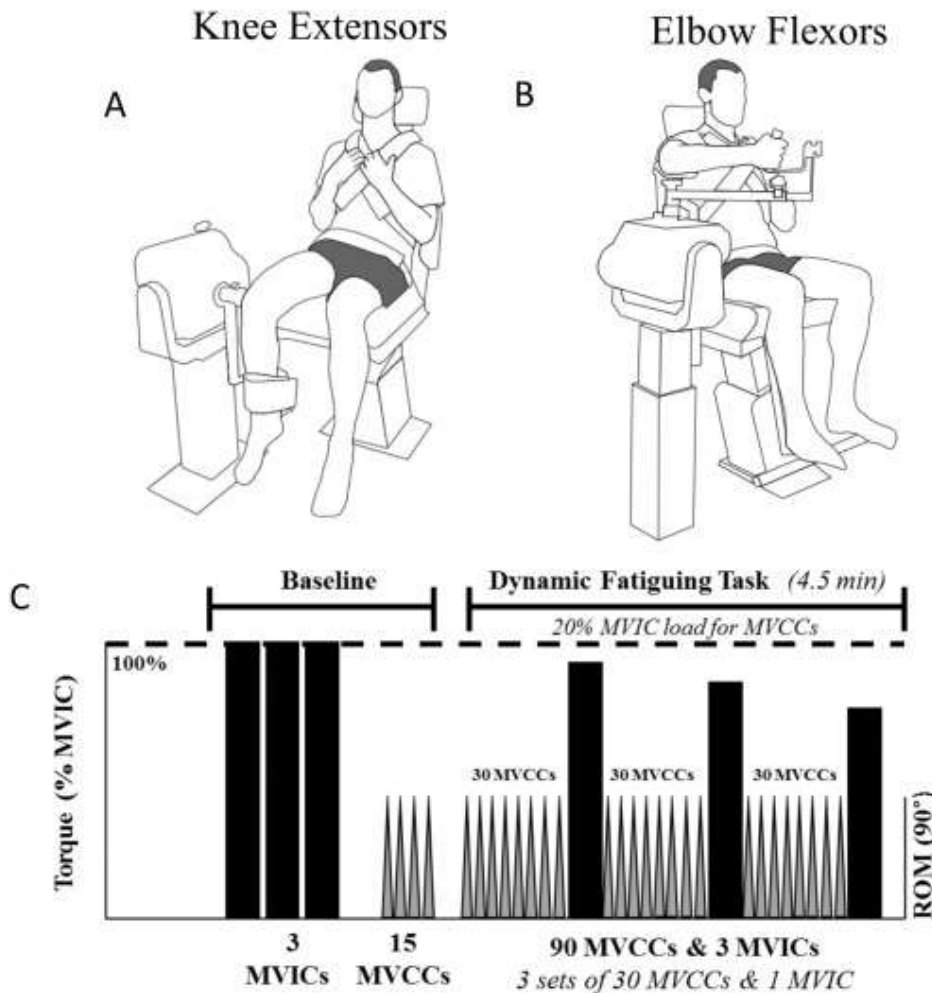 Knee Extensors
Elbow Flexors
A
B
C
Baseline
Dynamic Fatiguing Task (4.5 min)
20% MVIC load for MVCCs
100%
Torque (% MVIC)
30 MVCCs
30 MVCCs
30 MVCCs
ROM (90°)
3
MVICs
15
MVCCs
90 MVCCs & 3 MVICs
3 sets of 30 MVCCs & 1 MVIC